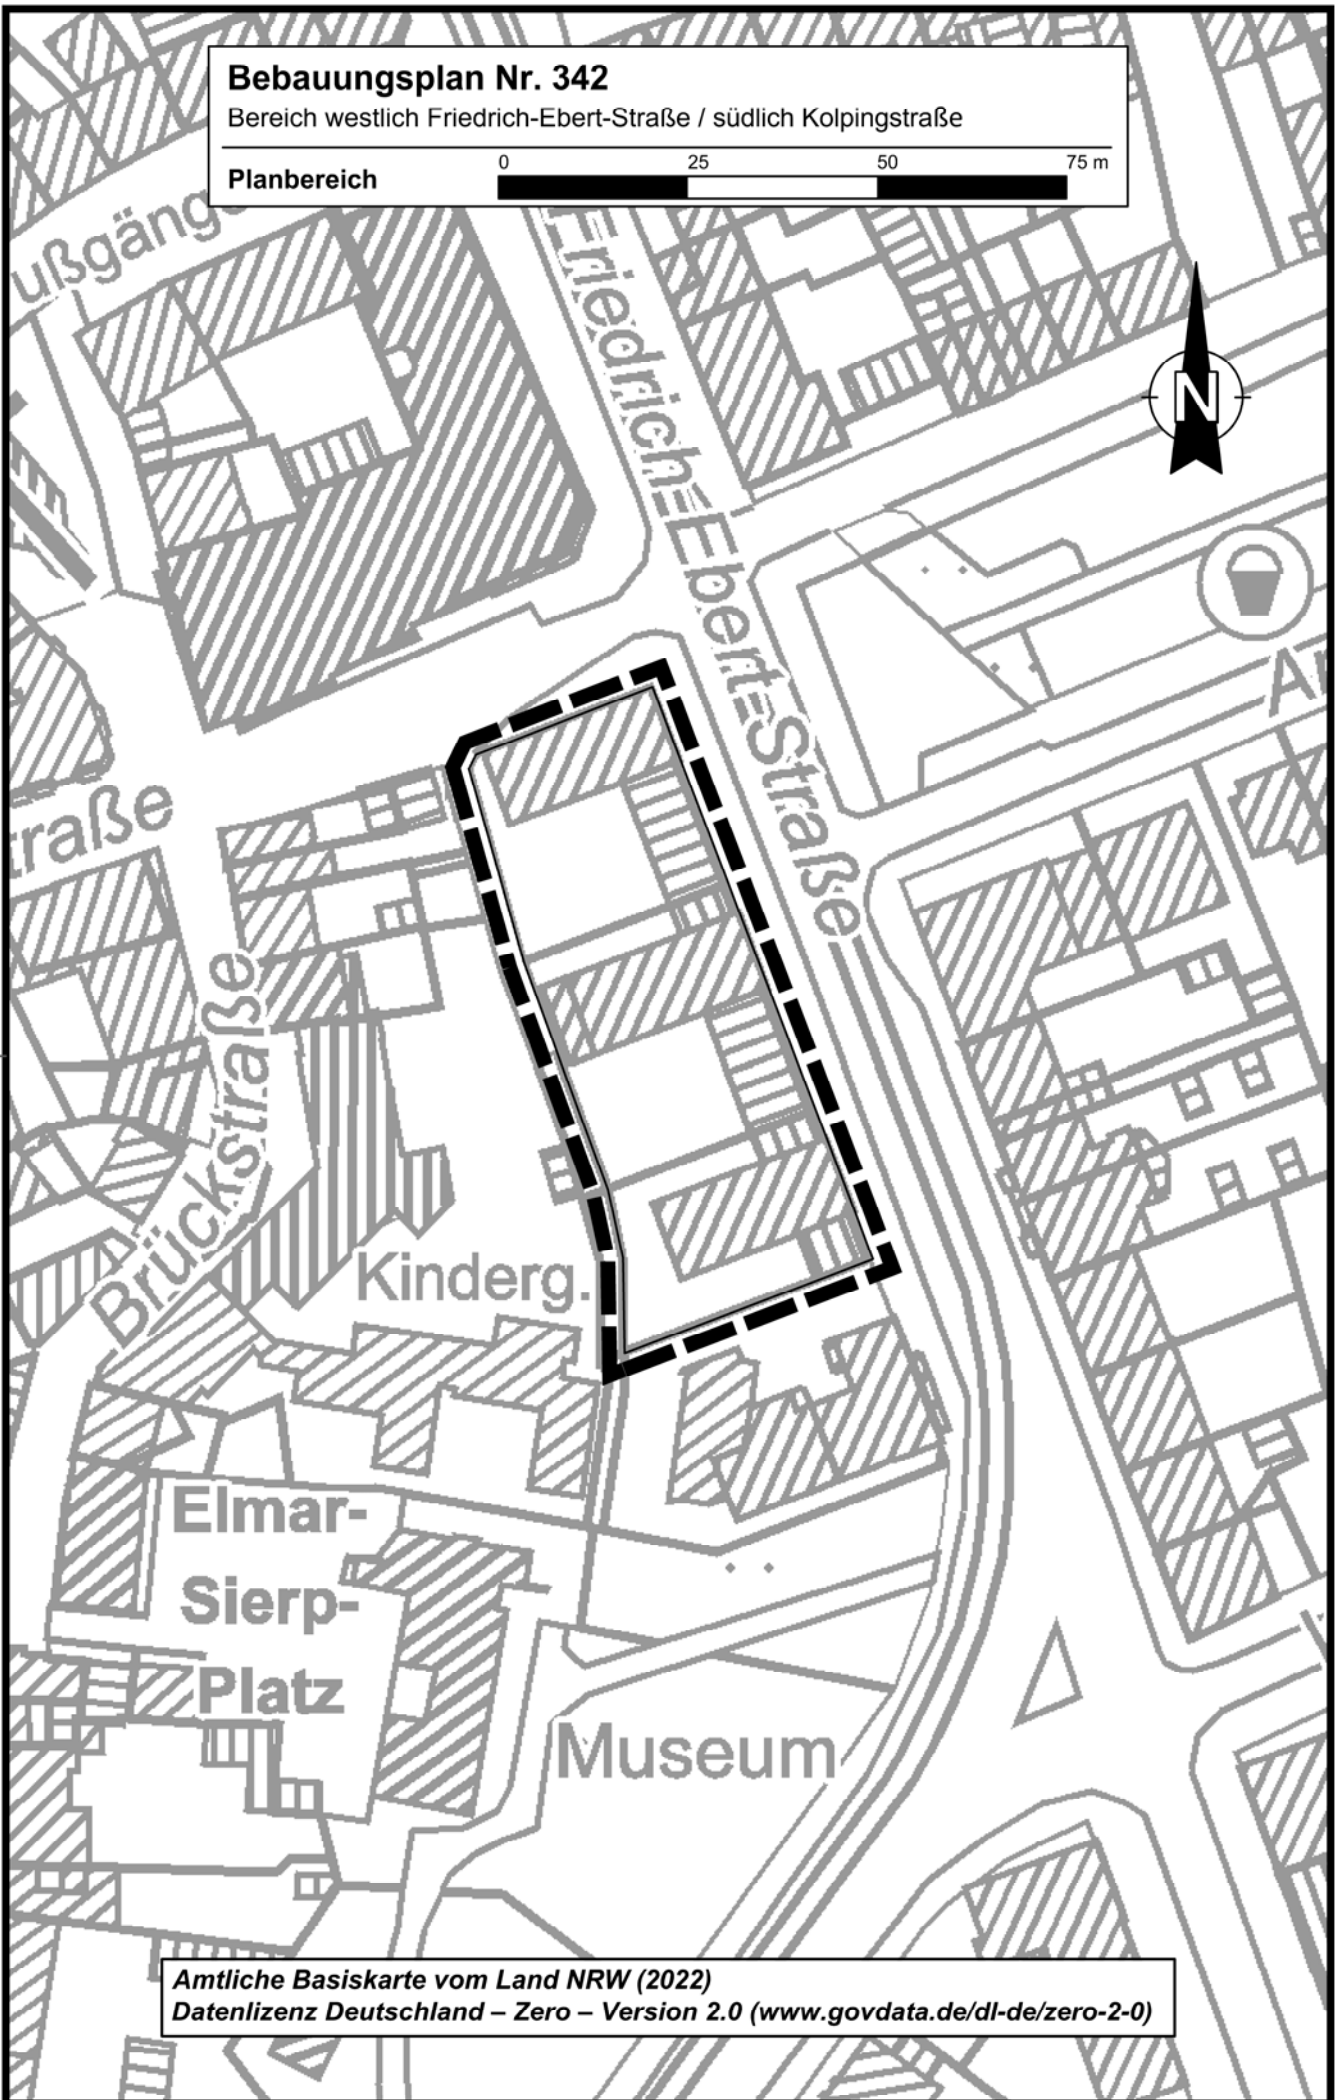 Bebauungsplan Nr. 342
Bereich westlich Friedrich-Ebert-Straße / südlich Kolpingstraße
Planbereich
0 25 50 75 m
ußgänge
Friedrich-Ebert-Straße
N
Ar
traße
Brückstraße
Kinderg.
Elmar-
Sierp-
Platz
Museum
Amtliche Basiskarte vom Land NRW (2022)
Datenlizenz Deutschland – Zero – Version 2.0 (www.govdata.de/dl-de/zero-2-0)